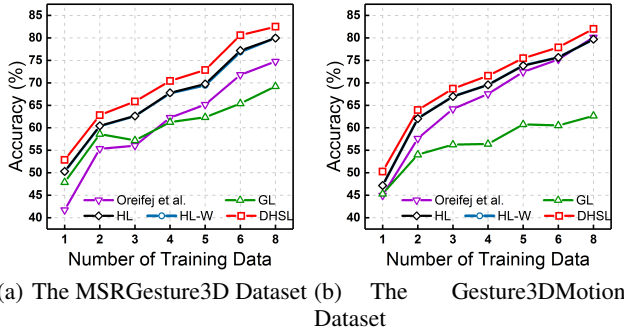 85
80
75
70
65
60
55
50
45
40
Accuracy (%)
Oreifej et al. GL
HL HL-W DHSL
1 2 3 4 5 6 8
Number of Training Data
85
80
75
70
65
60
55
50
45
40
Accuracy (%)
Oreifej et al. GL
HL HL-W DHSL
1 2 3 4 5 6 8
Number of Training Data
(a) The MSRGesture3D Dataset
(b) The Gesture3DMotion
Dataset